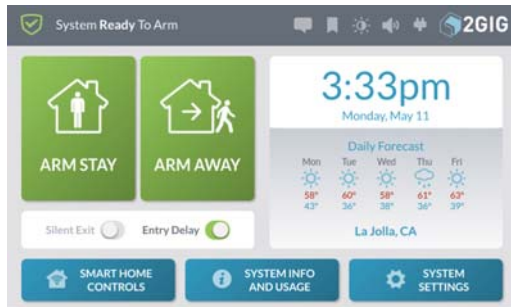 System Ready To Arm
2GIG
ARM STAY
ARM AWAY
Silent Exit
Entry Delay
3:33pm
Monday, May 11
Daily Forecast
Mon Tue Wed Thu Fri
58° 60° 58° 61° 63°
43° 36° 38° 36° 39°
La Jolla, CA
SMART HOME
CONTROLS
SYSTEM INFO
AND USAGE
SYSTEM
SETTINGS